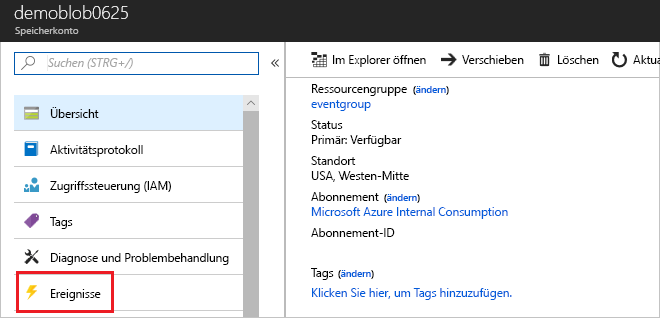 demoblob0625
Speicherkonto
Suchen (STRG+/)
Übersicht
Aktivitätsprotokoll
Zugriffssteuerung (IAM)
Tags
Diagnose und Problembehandlung
Ereignisse
Im Explorer öffnen
Verschieben
Löschen
Aktua
Ressourcengruppe (ändern)
eventgroup
Status
Primär: Verfügbar
Standort
USA, Westen-Mitte
Abonnement (ändern)
Microsoft Azure Internal Consumption
Abonnement-ID
Tags (ändern)
Klicken Sie hier, um Tags hinzuzufügen.